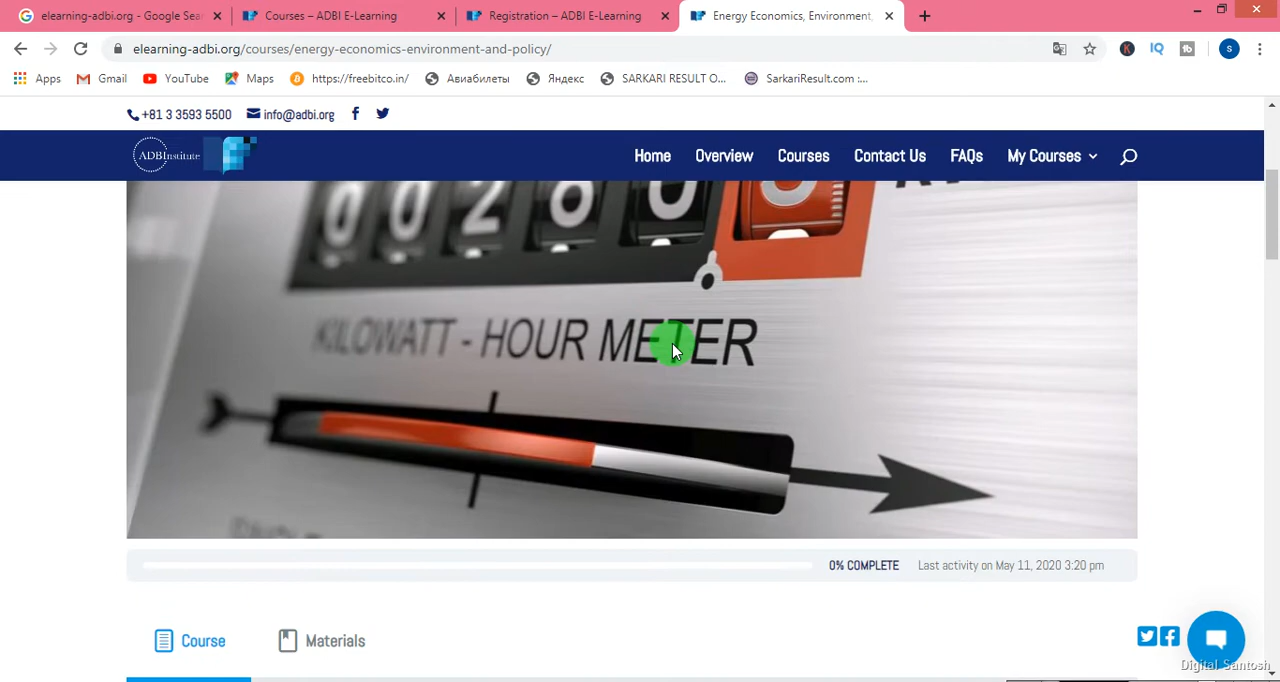 elearning-adbi.org - Google Sear
Courses – ADBI E-Learning
Registration – ADBI E-Learning
Energy Economics, Environment,
elearning-adbi.org/courses/energy-economics-environment-and-policy/
Apps
Gmail
YouTube
Maps
https://freebitco.in/
Авиабилеты
Яндекс
SARKARI RESULT O...
SarkariResult.com :...
+81 3 3593 5500
info@adbi.org
ADBInstitute
Home
Overview
Courses
Contact Us
FAQs
My Courses
KILOWATT - HOUR METER
0% COMPLETE
Last activity on May 11, 2020 3:20 pm
Course
Materials
Digital Santosh